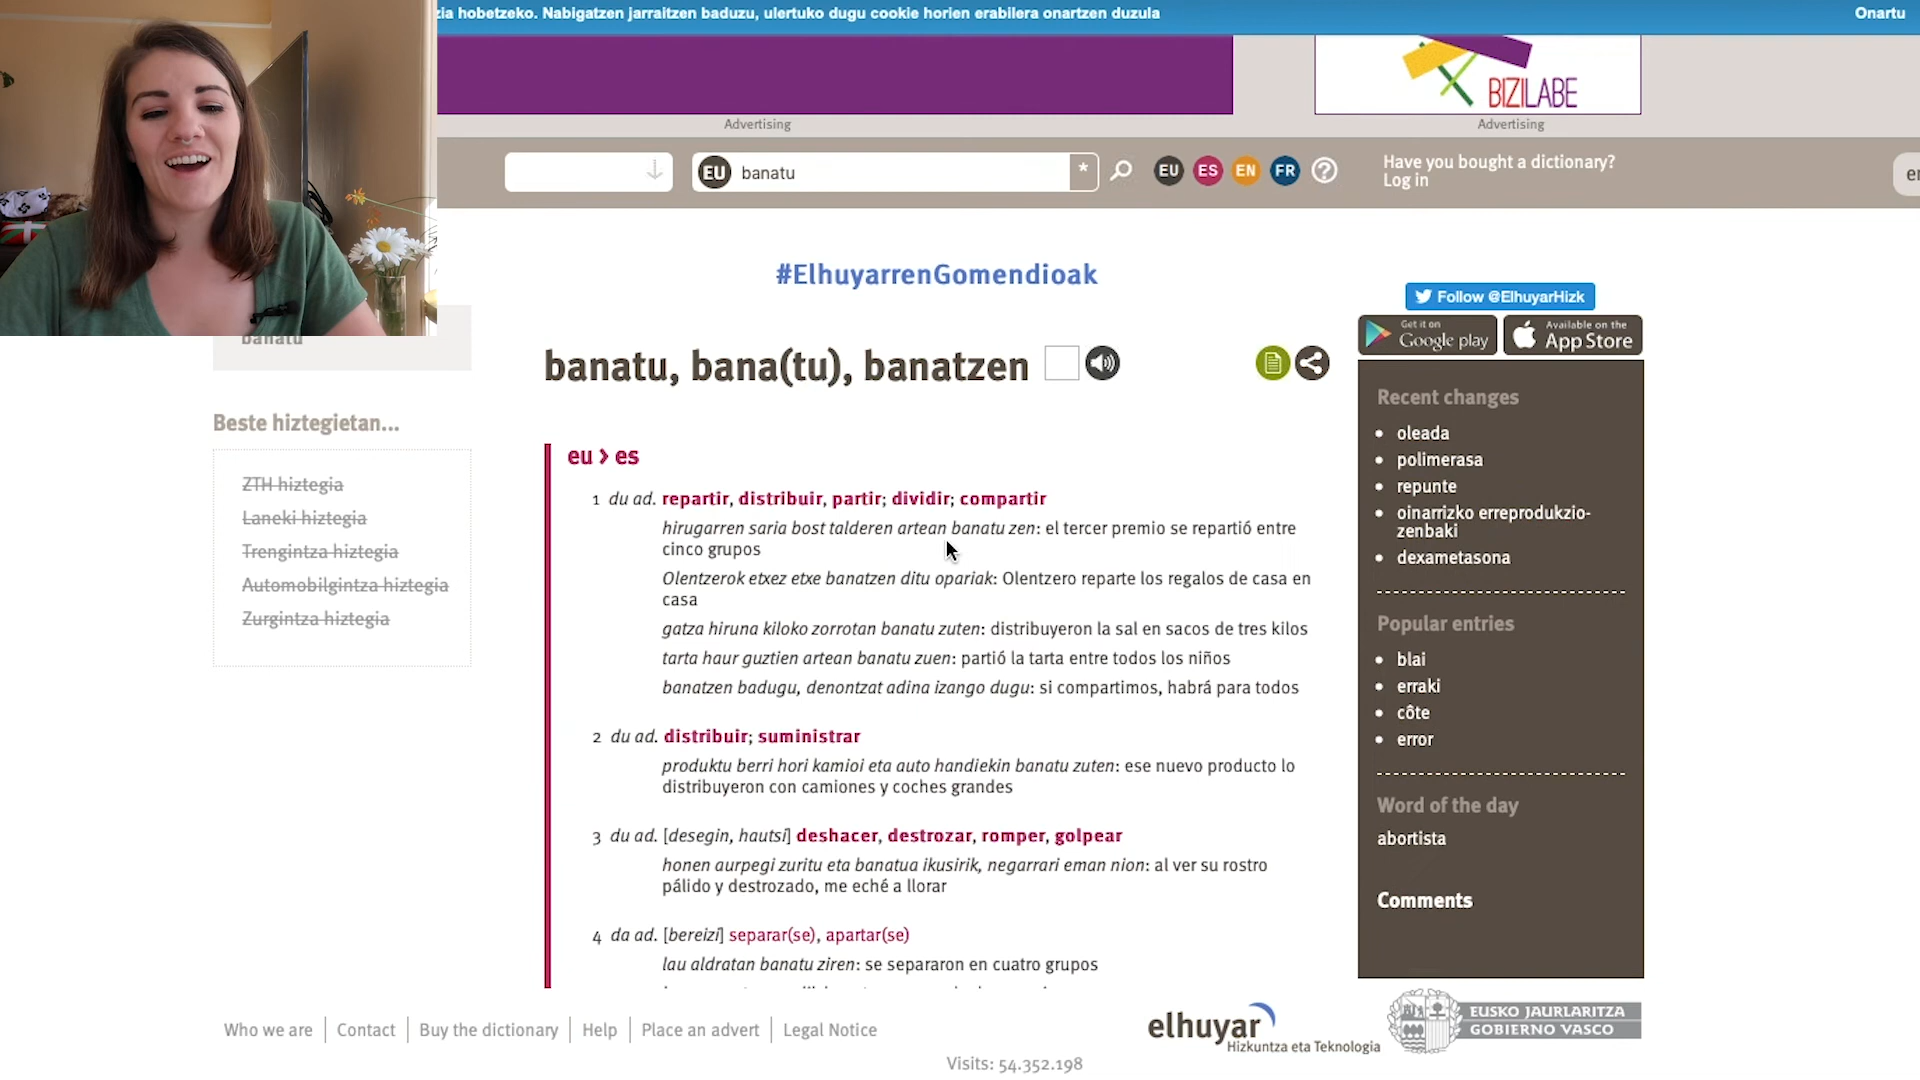 zia hobetzeko. Nabigatzen jarraitzen baduzu, ulertuko dugu cookie horien erabilera onartzen duzula
Onartu
BIZILABE
Advertising
Advertising
EU banatu *
EU ES EN FR ?
Have you bought a dictionary?
Log in
#ElhuyarrenGomendioak
Follow @ElhuyarHizk
Get it on
Google play
Available on the
App Store
banatu
banatu, bana(tu), banatzen
Beste hiztegietan...
ZTH hiztegia
Laneki hiztegia
Trengintza hiztegia
Automobilgintza hiztegia
Zurgintza hiztegia
eu > es
1 du ad. repartir, distribuir, partir; dividir; compartir
hirugarren saria bost talderen artean banatu zen: el tercer premio se repartió entre
cinco grupos
Olentzerok etxez etxe banatzen ditu opariak: Olentzero reparte los regalos de casa en
casa
gatza hiruna kiloko zorrotan banatu zuten: distribuyeron la sal en sacos de tres kilos
tarta haur guztien artean banatu zuen: partió la tarta entre todos los niños
banatzen badugu, denontzat adina izango dugu: si compartimos, habrá para todos
2 du ad. distribuir; suministrar
produktu berri hori kamioi eta auto handiekin banatu zuten: ese nuevo producto lo
distribuyeron con camiones y coches grandes
3 du ad. [desegin, hautsi] deshacer, destrozar, romper, golpear
honen aurpegi zuritu eta banatua ikusirik, negarrari eman nion: al ver su rostro
pálido y destrozado, me eché a llorar
4 da ad. [bereizi] separar(se), apartar(se)
lau aldratan banatu ziren: se separaron en cuatro grupos
Recent changes
oleada
polimerasa
repunte
oinarrizko erreprodukzio-
zenbaki
dexametasona
Popular entries
blai
erraki
côte
error
Word of the day
abortista
Comments
Who we are
Contact
Buy the dictionary
Help
Place an advert
Legal Notice
elhuyar
Hizkuntza eta Teknologia
EUSKO JAURLARITZA
GOBIERNO VASCO
Visits: 54.352.198